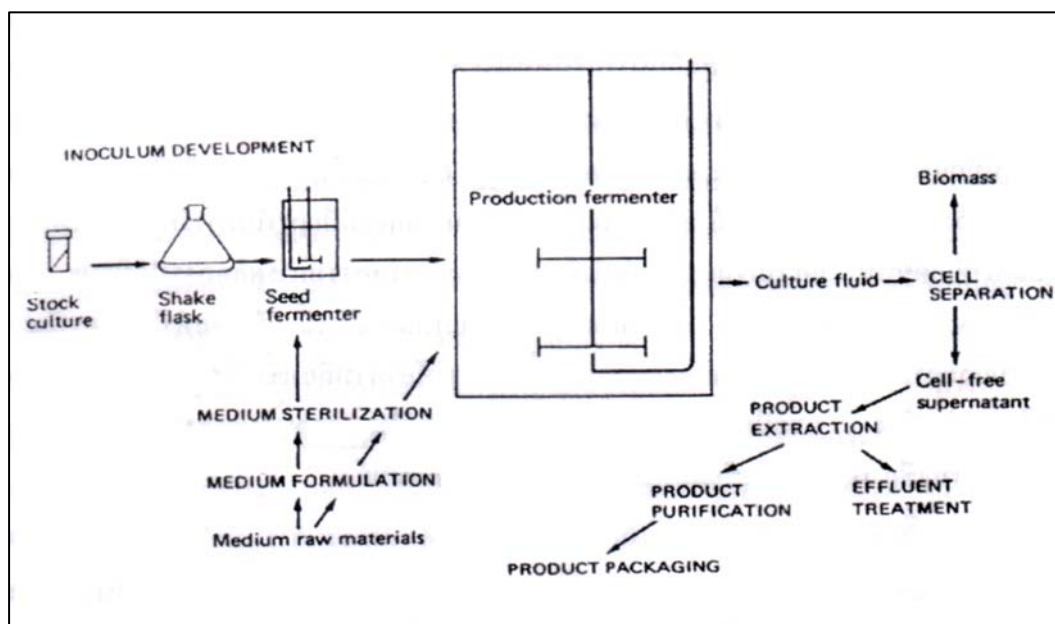 INOCULUM DEVELOPMENT
Stock
culture
Shake
flask
Seed
fermenter
Production fermenter
MEDIUM STERILIZATION
MEDIUM FORMULATION
Medium raw materials
Culture fluid
Biomass
CELL
SEPARATION
Cell-free
supernatant
PRODUCT
EXTRACTION
PRODUCT
PURIFICATION
EFFLUENT
TREATMENT
PRODUCT PACKAGING